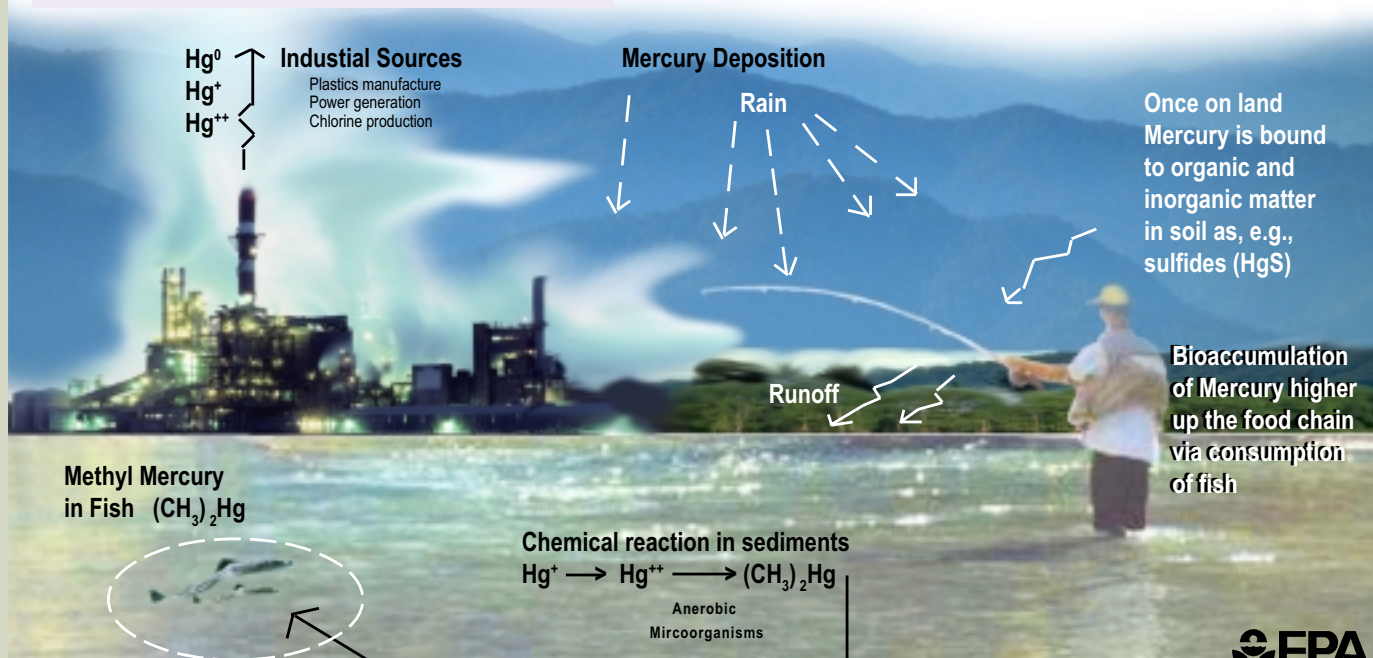 Hg⁰
Hg⁺
Hg⁺⁺
Industial Sources
Plastics manufacture
Power generation
Chlorine production
Mercury Deposition
Rain
Once on land
Mercury is bound
to organic and
inorganic matter
in soil as, e.g.,
sulfides (HgS)
Runoff
Bioaccumulation
of Mercury higher
up the food chain
via consumption
of fish
Methyl Mercury
in Fish (CH₃)₂Hg
Chemical reaction in sediments
Hg⁺ → Hg⁺⁺ → (CH₃)₂Hg
Anerobic
Mircoorganisms
EPA